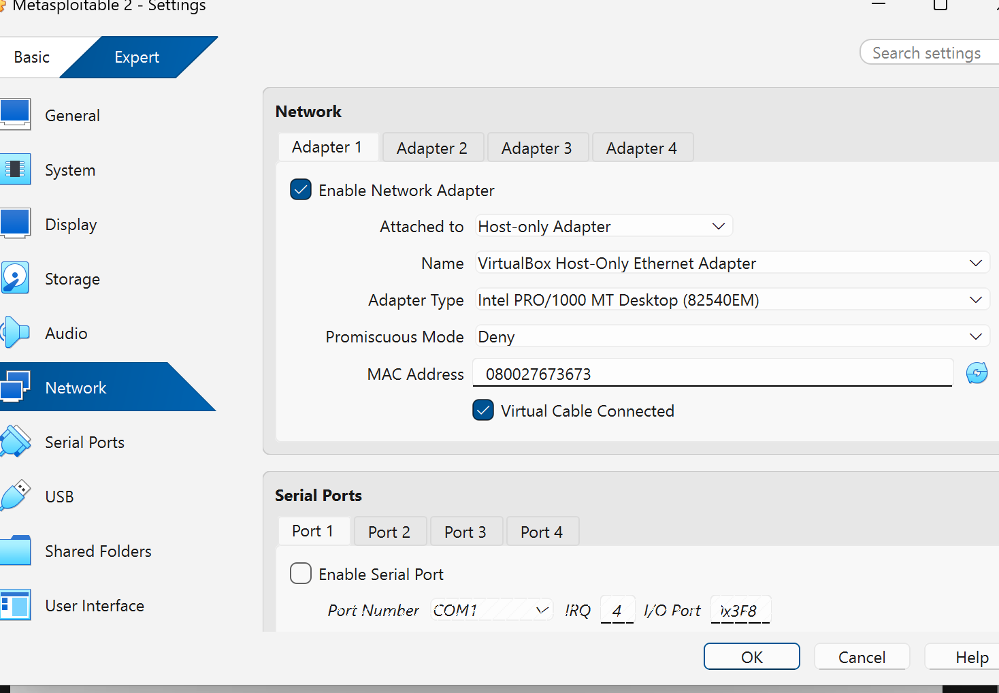 Metasploitable 2 - Settings
Basic
Expert
Search settings
General
System
Display
Storage
Audio
Network
Serial Ports
USB
Shared Folders
User Interface
Network
Adapter 1
Adapter 2
Adapter 3
Adapter 4
Enable Network Adapter
Attached to Host-only Adapter
Name VirtualBox Host-Only Ethernet Adapter
Adapter Type Intel PRO/1000 MT Desktop (82540EM)
Promiscuous Mode Deny
MAC Address 080027673673
Virtual Cable Connected
Serial Ports
Port 1
Port 2
Port 3
Port 4
Enable Serial Port
Port Number COM1 IRQ 4 I/O Port 0x3F8
OK
Cancel
Help